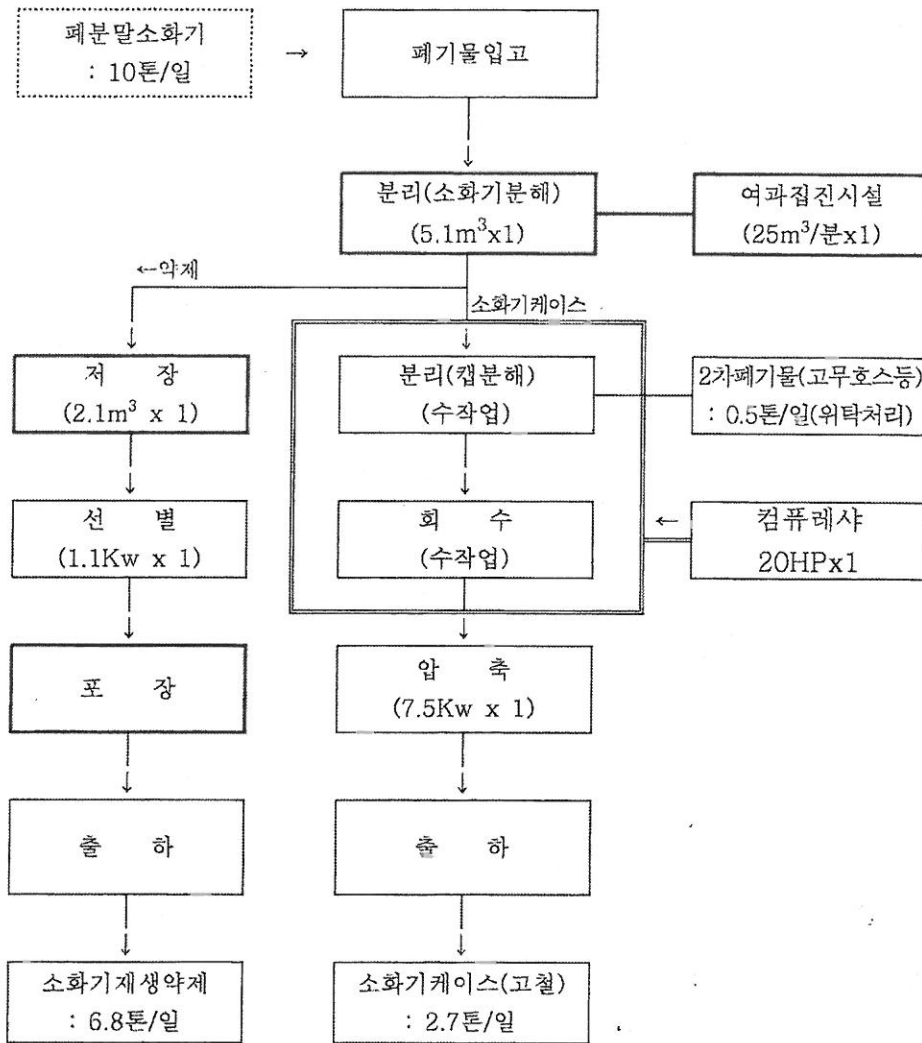 폐분말소화기
: 10톤/일
→
폐기물입고
분리(소화기분해)
(5.1m³x1)
여과집진시설
(25m³/분x1)
←약제
소화기케이스
저 장
(2.1m³ x 1)
분리(캡분해)
(수작업)
2차폐기물(고무호스등)
: 0.5톤/일(위탁처리)
선 별
(1.1Kw x 1)
회 수
(수작업)
←
컴퓨레샤
20HPx1
포 장
압 축
(7.5Kw x 1)
출 하
출 하
소화기재생약제
: 6.8톤/일
소화기케이스(고철)
: 2.7톤/일